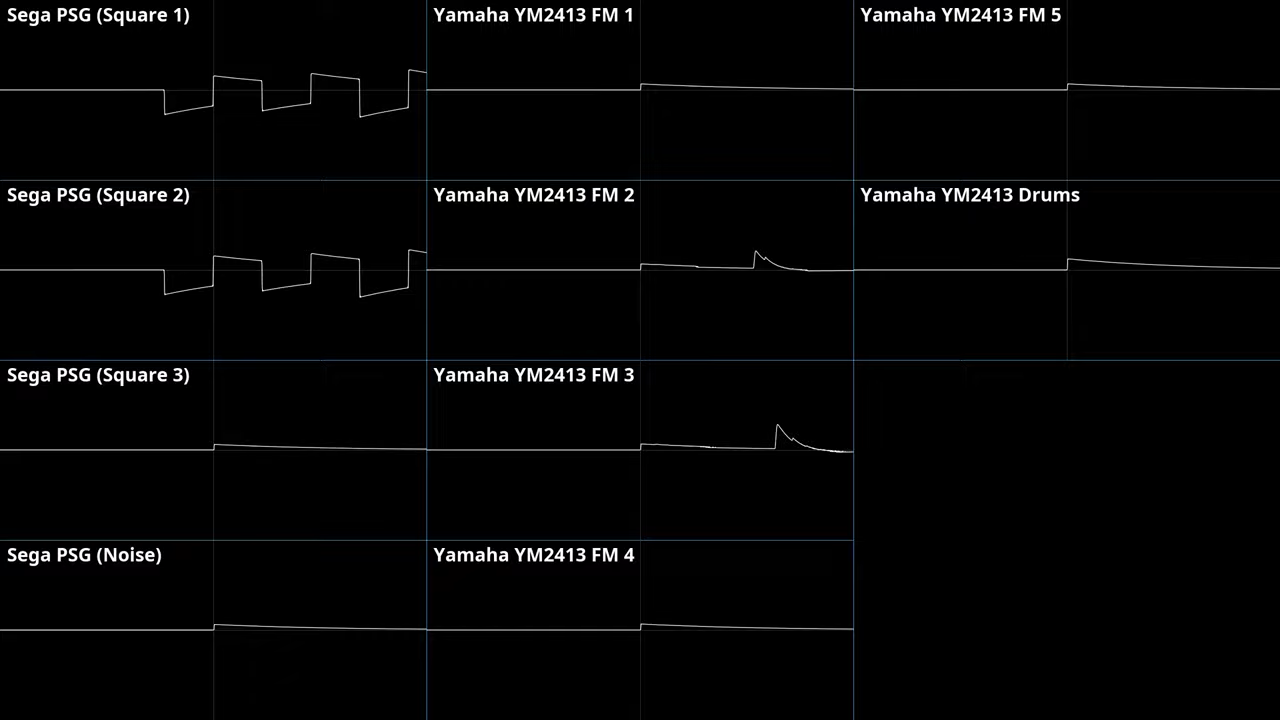 Sega PSG (Square 1)
Yamaha YM2413 FM 1
Yamaha YM2413 FM 5
Sega PSG (Square 2)
Yamaha YM2413 FM 2
Yamaha YM2413 Drums
Sega PSG (Square 3)
Yamaha YM2413 FM 3
Sega PSG (Noise)
Yamaha YM2413 FM 4